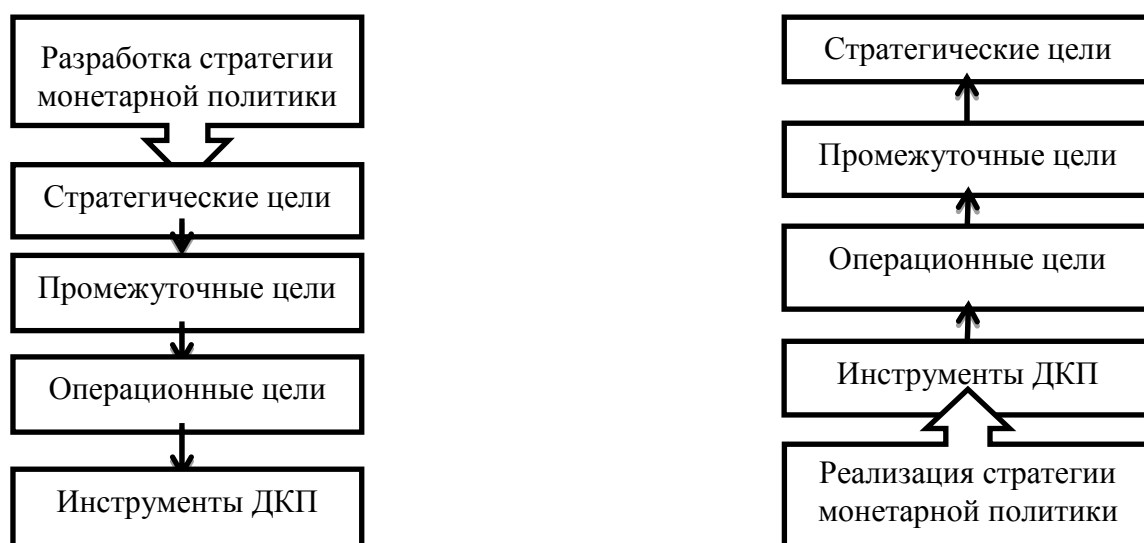 Разработка стратегии
монетарной политики
Стратегические цели
Промежуточные цели
Операционные цели
Инструменты ДКП
Стратегические цели
Промежуточные цели
Операционные цели
Инструменты ДКП
Реализация стратегии
монетарной политики